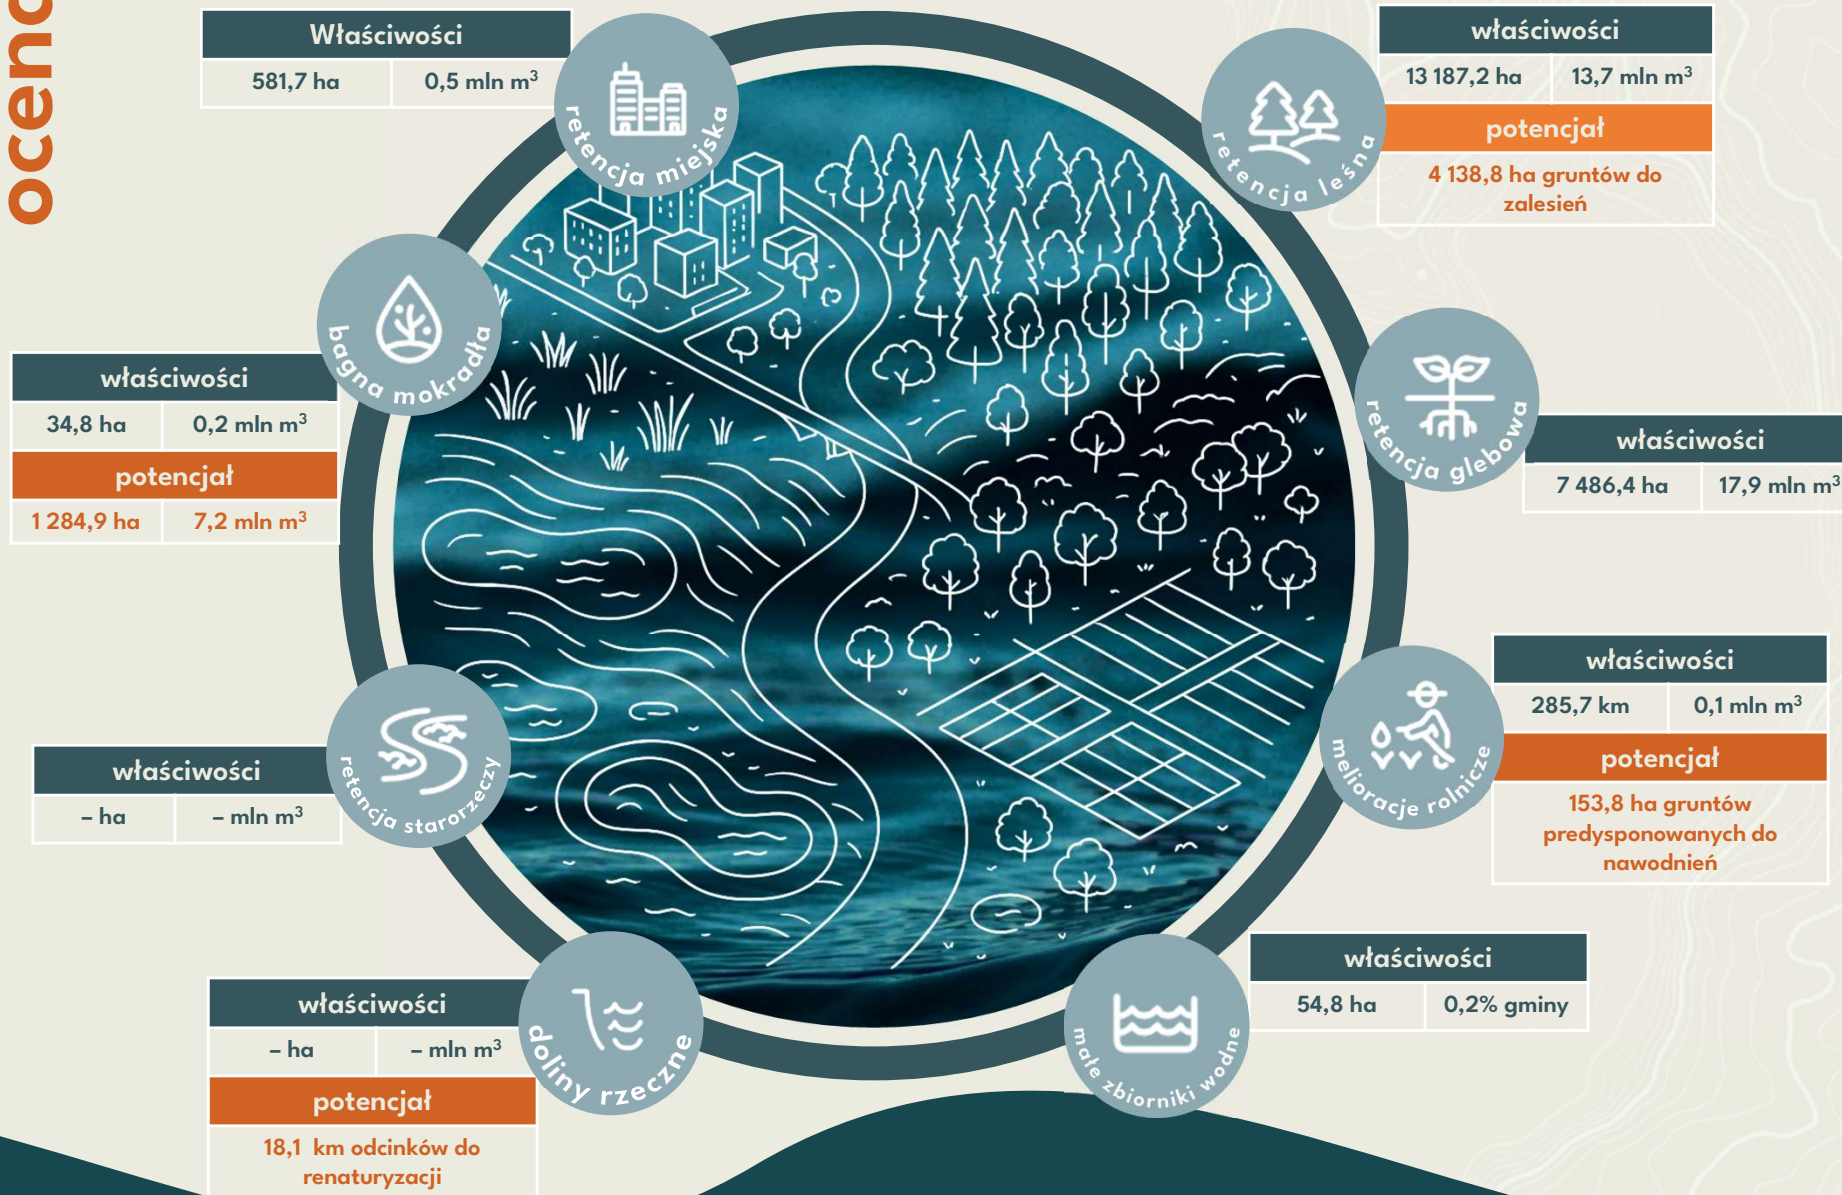 ocena
Właściwości
581,7 ha 0,5 mln m³
retencja miejska
właściwości
13 187,2 ha 13,7 mln m³
potencjał
4 138,8 ha gruntów do
zalesień
retencja leśna
bagna mokradła
właściwości
34,8 ha 0,2 mln m³
potencjał
1 284,9 ha 7,2 mln m³
retencja glebowa
właściwości
7 486,4 ha 17,9 mln m³
właściwości
285,7 km 0,1 mln m³
potencjał
153,8 ha gruntów
predysponowanych do
nawodnień
melioracje rolnicze
retencja starorzeczy
właściwości
– ha – mln m³
właściwości
54,8 ha 0,2% gminy
małe zbiorniki wodne
doliny rzeczne
właściwości
– ha – mln m³
potencjał
18,1 km odcinków do
renaturyzacji